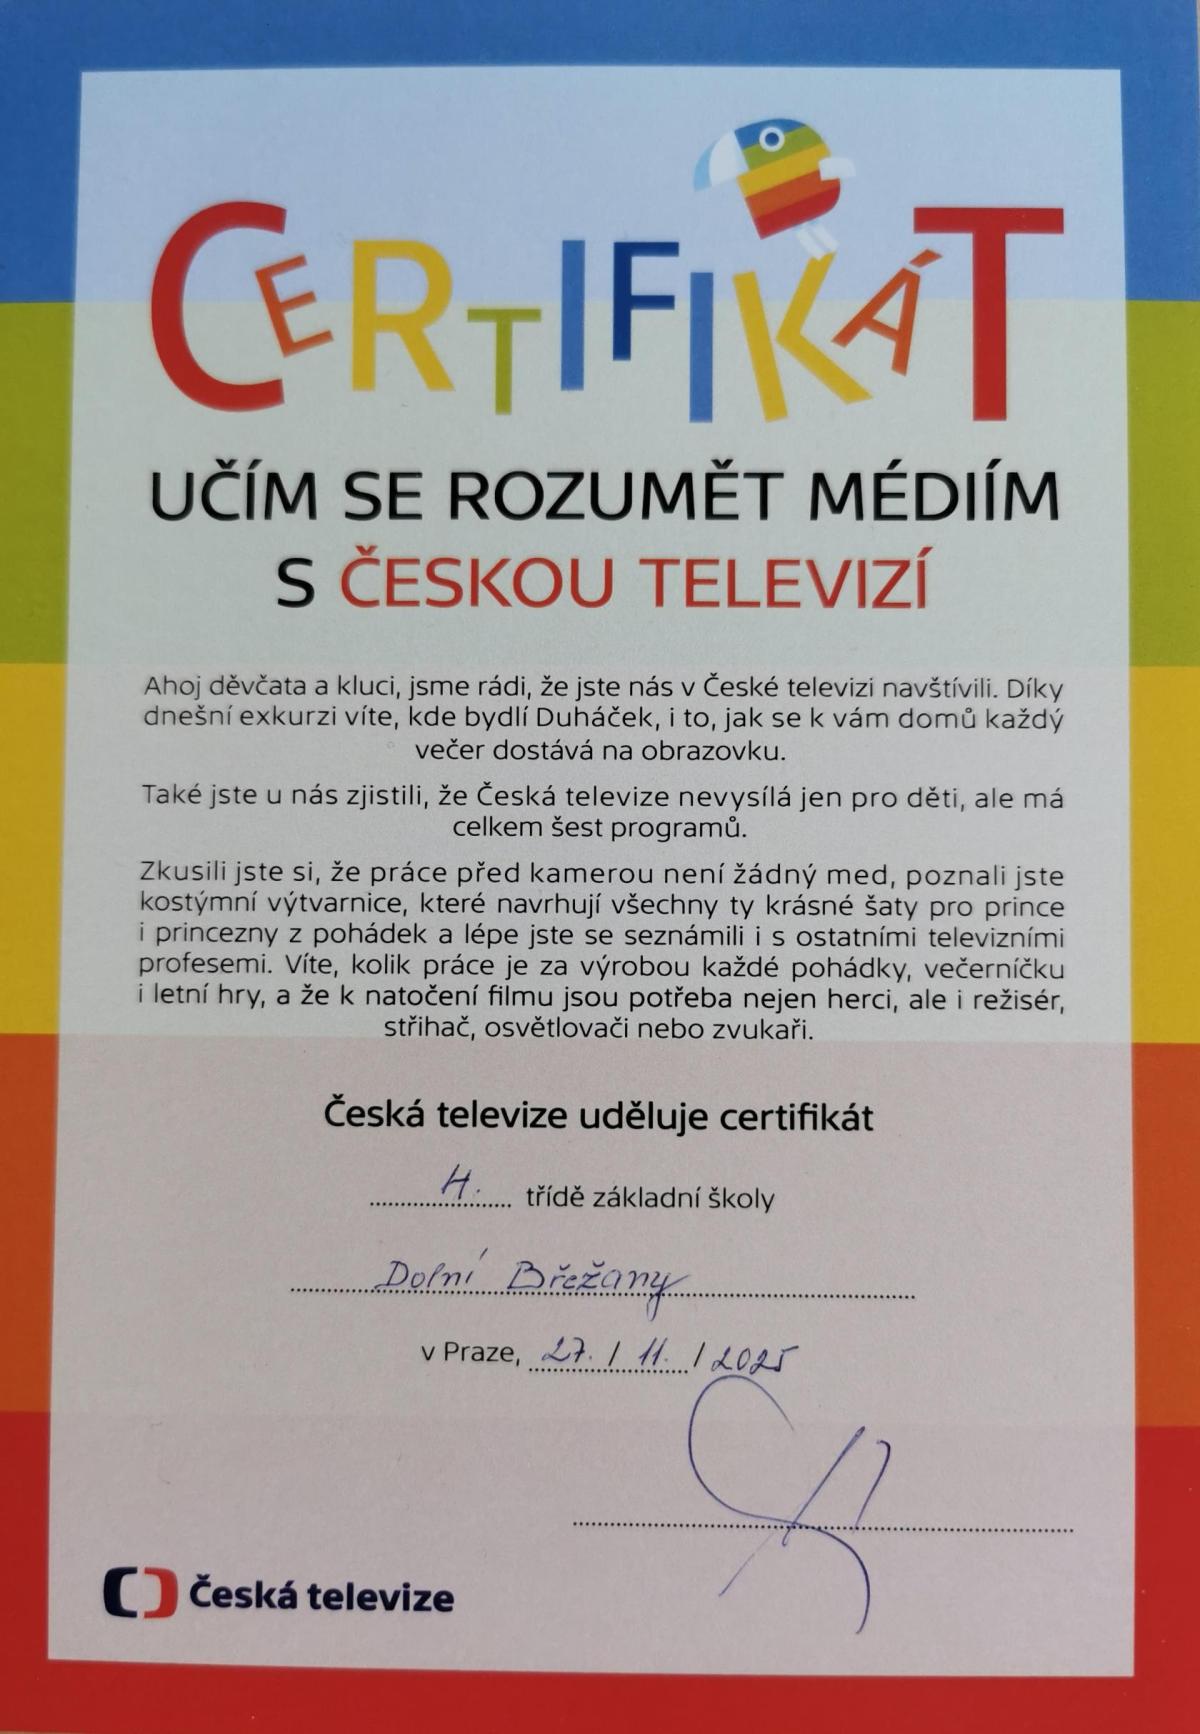 CERTIFIKÁT
UČÍM SE ROZUMĚT MÉDIÍM
S ČESKOU TELEVIZÍ
Ahoj děvčata a kluci, jsme rádi, že jste nás v České televizi navštívili. Díky
dnešní exkurzi víte, kde bydlí Duháček, i to, jak se k vám domů každý
večer dostává na obrazovku.
Také jste u nás zjistili, že Česká televize nevysílá jen pro děti, ale má
celkem šest programů.
Zkusili jste si, že práce před kamerou není žádný med, poznali jste
kostýmní výtvarnice, které navrhují všechny ty krásné šaty pro prince
i princezny z pohádek a lépe jste se seznámili i s ostatními televizními
profesemi. Víte, kolik práce je za výrobou každé pohádky, večerníčku
i letní hry, a že k natočení filmu jsou potřeba nejen herci, ale i režisér,
střihač, osvětlovači nebo zvukaři.
Česká televize uděluje certifikát
třídě základní školy
Dolní Břežany
v Praze, 27. / 11. / 2025
Česká televize